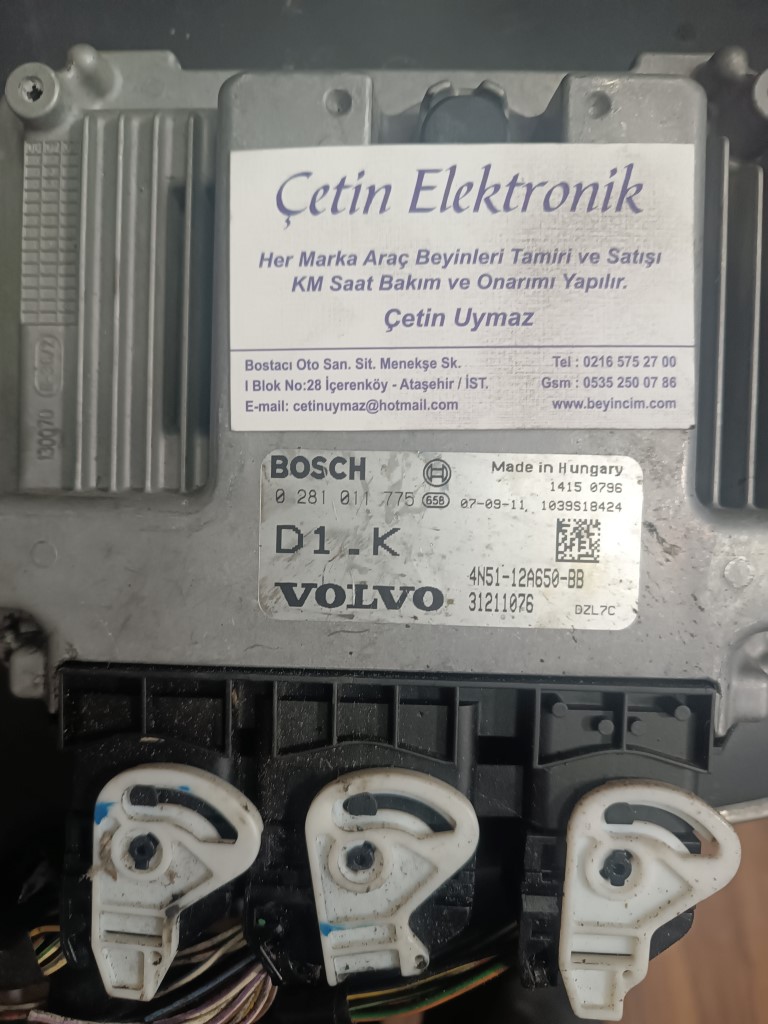 Çetin Elektronik
Her Marka Araç Beyinleri Tamiri ve Satışı
KM Saat Bakım ve Onarımı Yapılır.
Çetin Uymaz
Bostacı Oto San. Sit. Menekşe Sk.
I Blok No:28 İçerenköy - Ataşehir / İST.
E-mail: cetinuymaz@hotmail.com
Tel : 0216 575 27 00
Gsm : 0535 250 07 86
www.beyincim.com
BOSCH
Made in Hungary
1415 0796
0 281 011 775 658 07-09-11 1039S18424
D1.K
VOLVO
4N51-12A650-BB
31211076
DZL7C